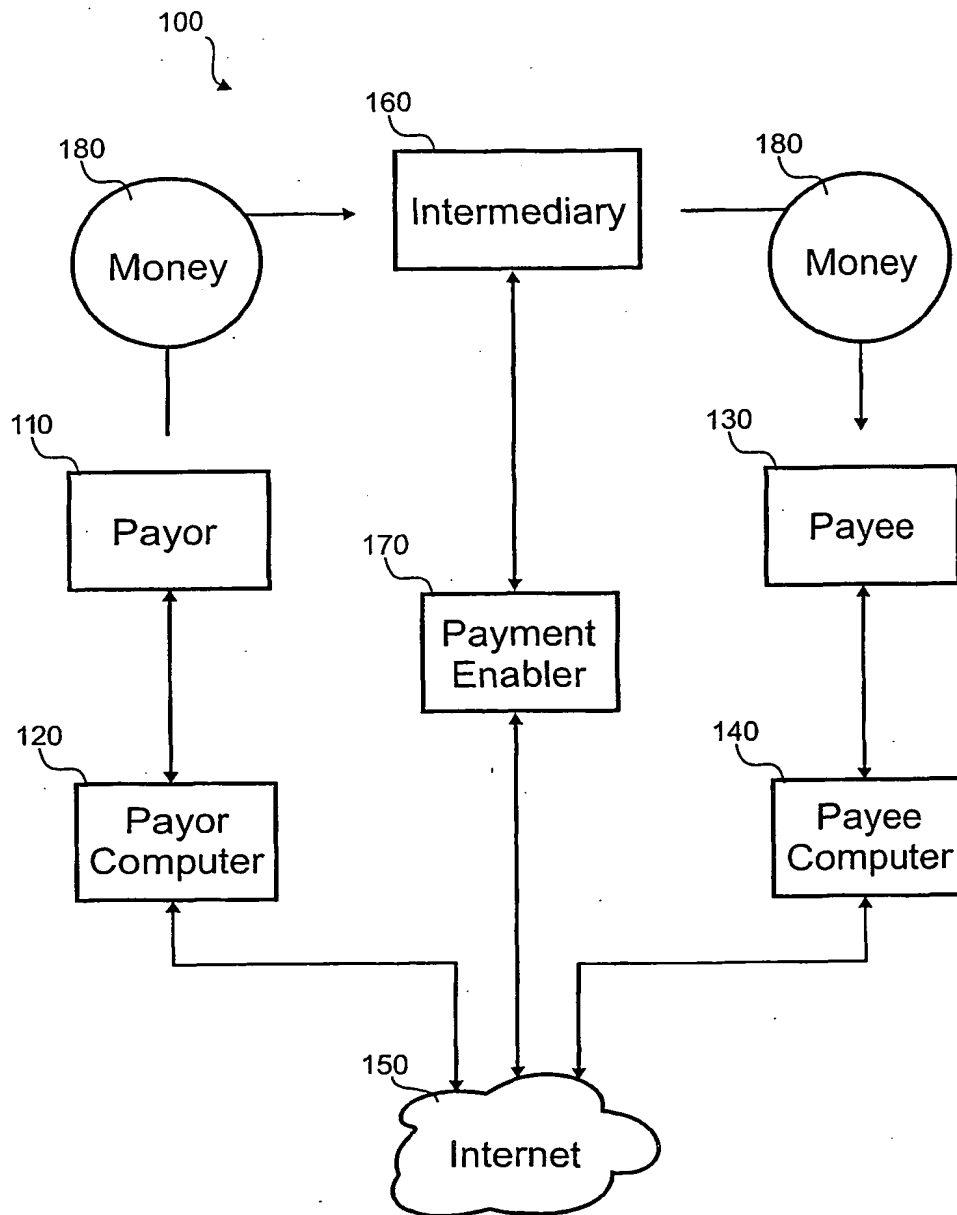 100
160
180
180
Intermediary
Money
Money
110
130
Payor
170
Payee
Payment
Enabler
120
140
Payor
Computer
Payee
Computer
150
Internet